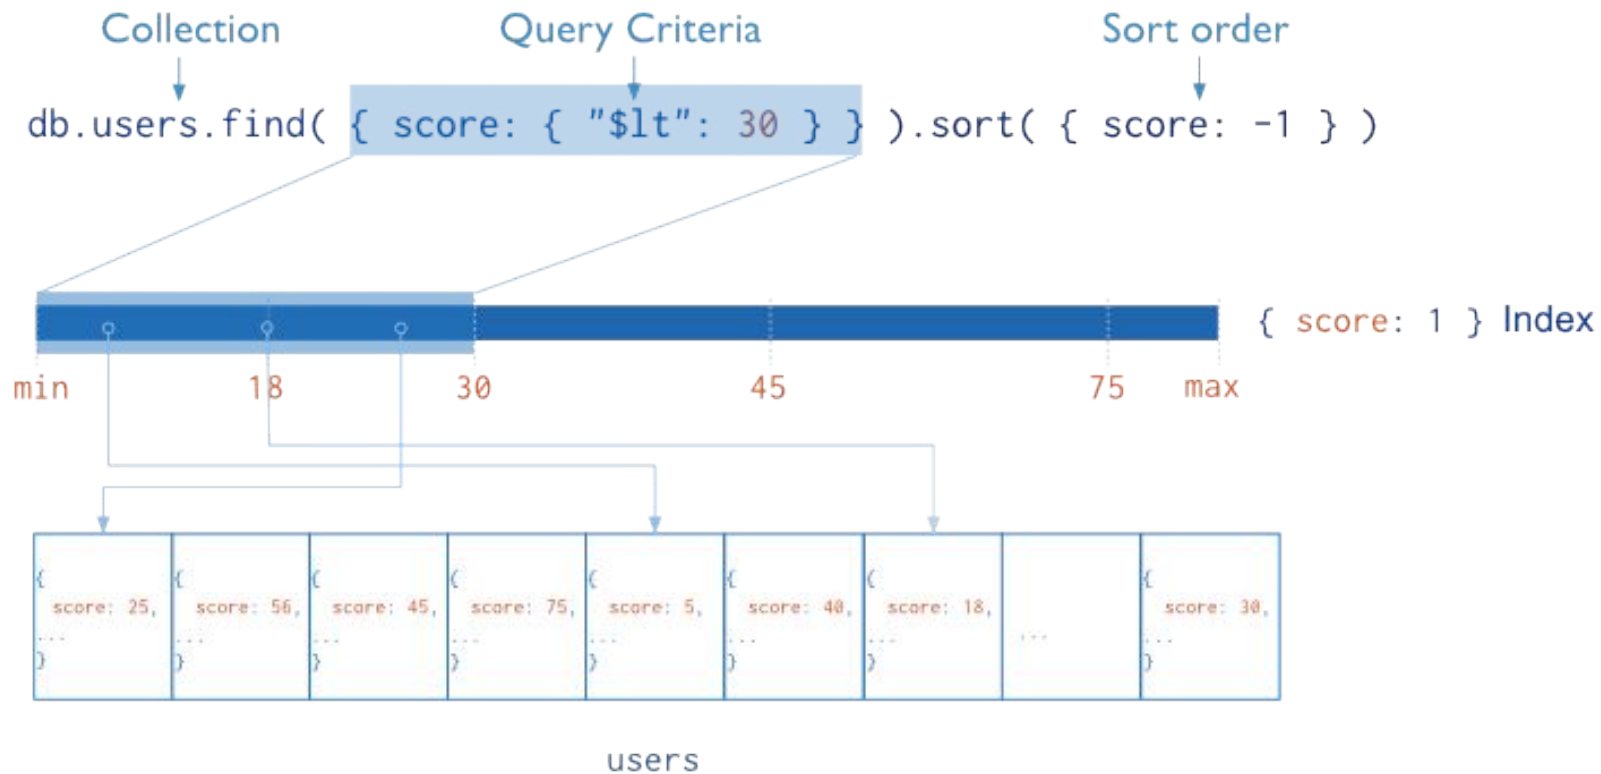 Collection Query Criteria Sort order
db.users.find( { score: { "$lt": 30 } } ).sort( { score: -1 } )
{ score: 1 } Index
min 18 30 45 75 max
{ { { { { { { {
score: 25, score: 56, score: 45, score: 75, score: 5, score: 40, score: 18, score: 30,
... ... ... ... ... ... ... ... ...
} } } } } } } }
users